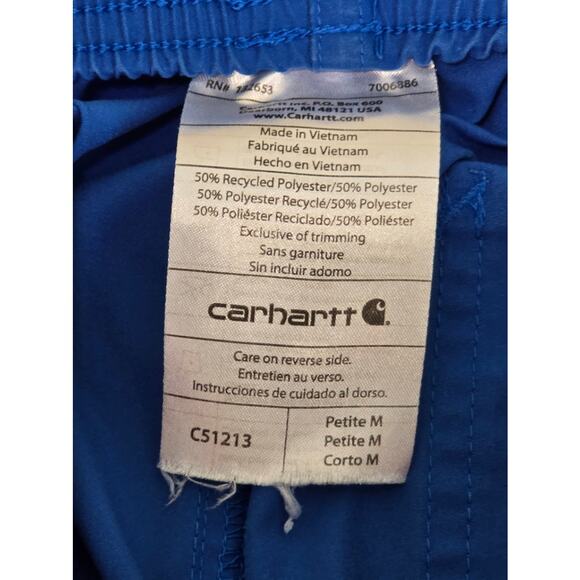 RN# 14653 7006886
Carhartt Inc. P.O. Box 600
Dearborn, MI 48121 USA
www.Carhartt.com
Made in Vietnam
Fabriqué au Vietnam
Hecho en Vietnam
50% Recycled Polyester/50% Polyester
50% Polyester Recyclé/50% Polyester
50% Poliéster Reciclado/50% Poliéster
Exclusive of trimming
Sans garniture
Sin incluir adorno
carhartt
Care on reverse side.
Entretien au verso.
Instrucciones de cuidado al dorso.
C51213
Petite M
Petite M
Corto M